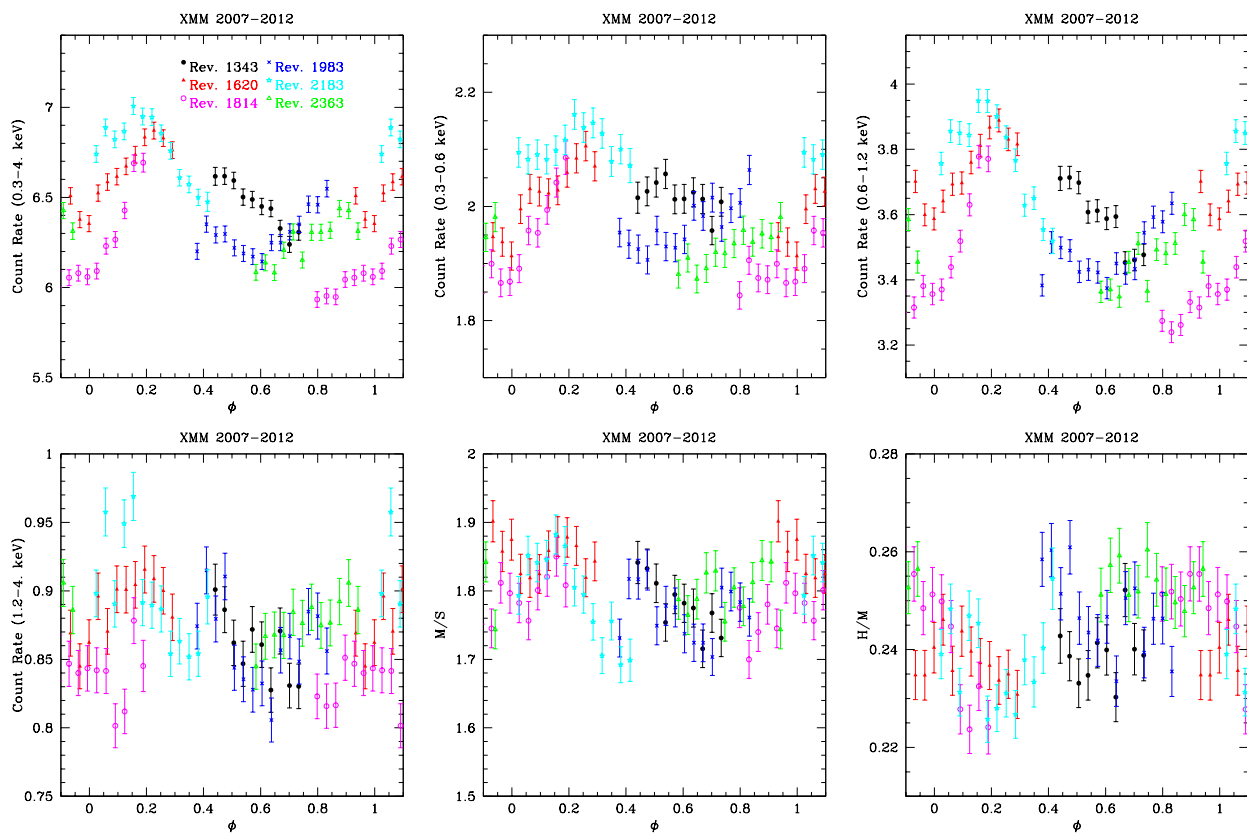 XMM 2007-2012
XMM 2007-2012
XMM 2007-2012
Count Rate (0.3-4. keV)
7
6.5
6
5.5
Rev. 1343
Rev. 1983
Rev. 1620
Rev. 2183
Rev. 1814
Rev. 2363
0
0.2
0.4
0.6
0.8
1
ϕ
Count Rate (0.3-0.6 keV)
2.2
2
1.8
0
0.2
0.4
0.6
0.8
1
ϕ
Count Rate (0.6-1.2 keV)
4
3.8
3.6
3.4
3.2
0
0.2
0.4
0.6
0.8
1
ϕ
XMM 2007-2012
XMM 2007-2012
XMM 2007-2012
Count Rate (1.2-4. keV)
1
0.95
0.9
0.85
0.8
0.75
0
0.2
0.4
0.6
0.8
1
ϕ
M/S
2
1.9
1.8
1.7
1.6
1.5
0
0.2
0.4
0.6
0.8
1
ϕ
H/M
0.28
0.26
0.24
0.22
0
0.2
0.4
0.6
0.8
1
ϕ